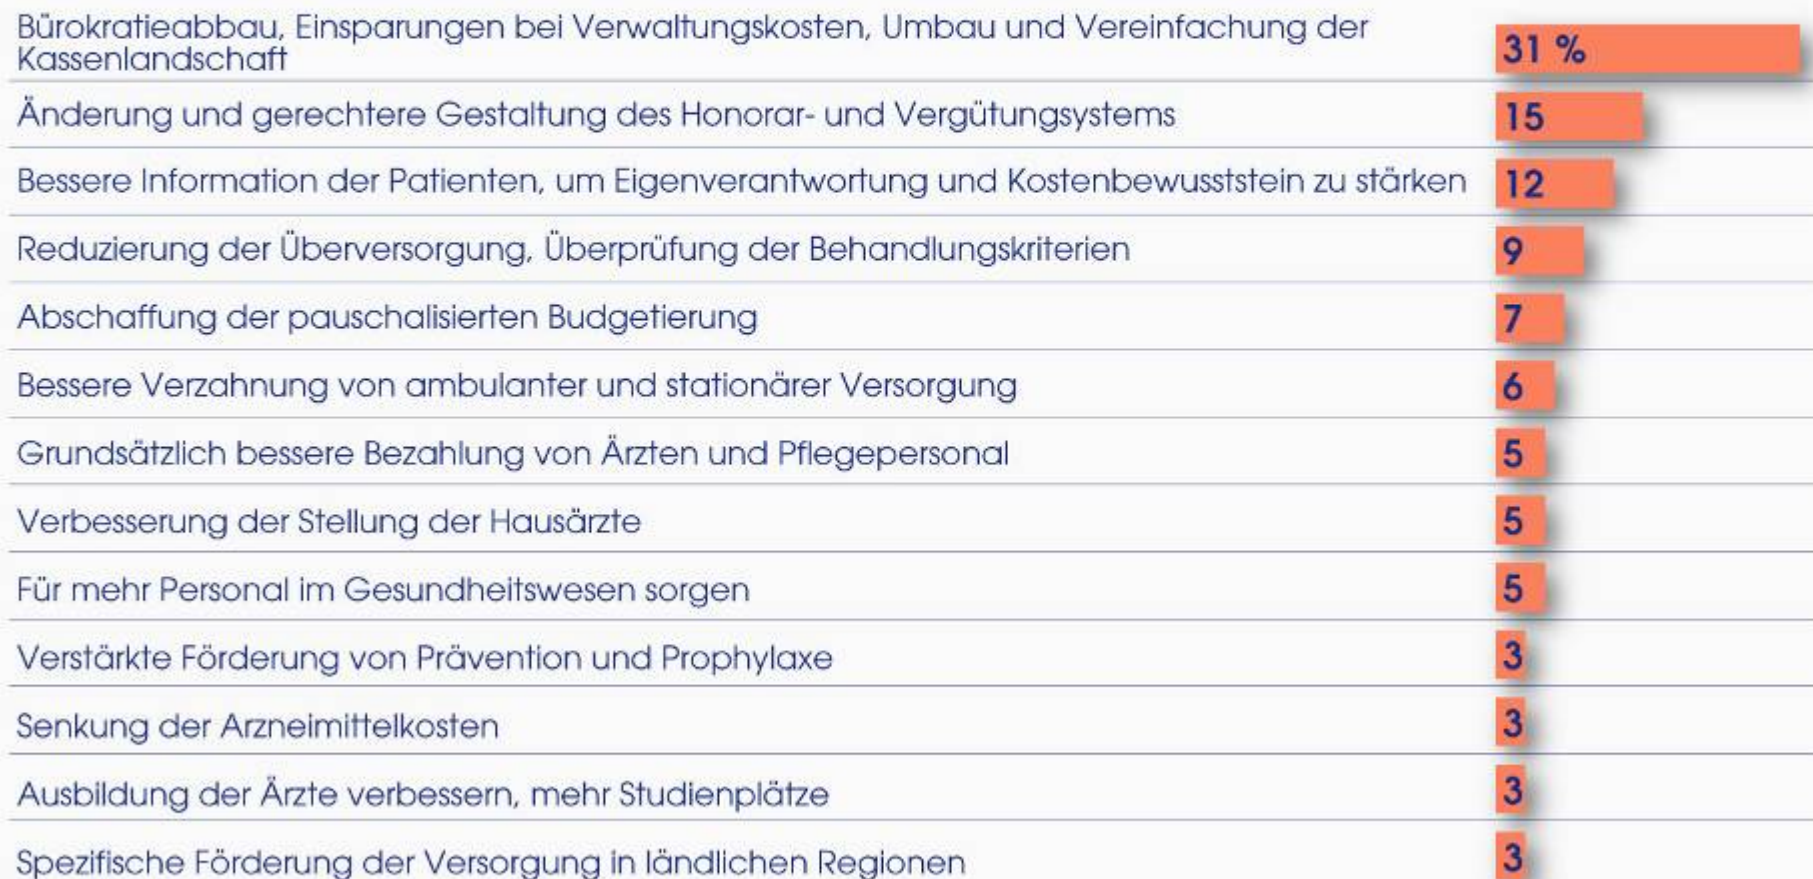 Bürokratieabbau, Einsparungen bei Verwaltungskosten, Umbau und Vereinfachung der
Kassenlandschaft
31 %
Änderung und gerechtere Gestaltung des Honorar- und Vergütungsystems
15
Bessere Information der Patienten, um Eigenverantwortung und Kostenbewusststein zu stärken
12
Reduzierung der Überversorgung, Überprüfung der Behandlungskriterien
9
Abschaffung der pauschalisierten Budgetierung
7
Bessere Verzahnung von ambulanter und stationärer Versorgung
6
Grundsätzlich bessere Bezahlung von Ärzten und Pflegepersonal
5
Verbesserung der Stellung der Hausärzte
5
Für mehr Personal im Gesundheitswesen sorgen
5
Verstärkte Förderung von Prävention und Prophylaxe
3
Senkung der Arzneimittelkosten
3
Ausbildung der Ärzte verbessern, mehr Studienplätze
3
Spezifische Förderung der Versorgung in ländlichen Regionen
3